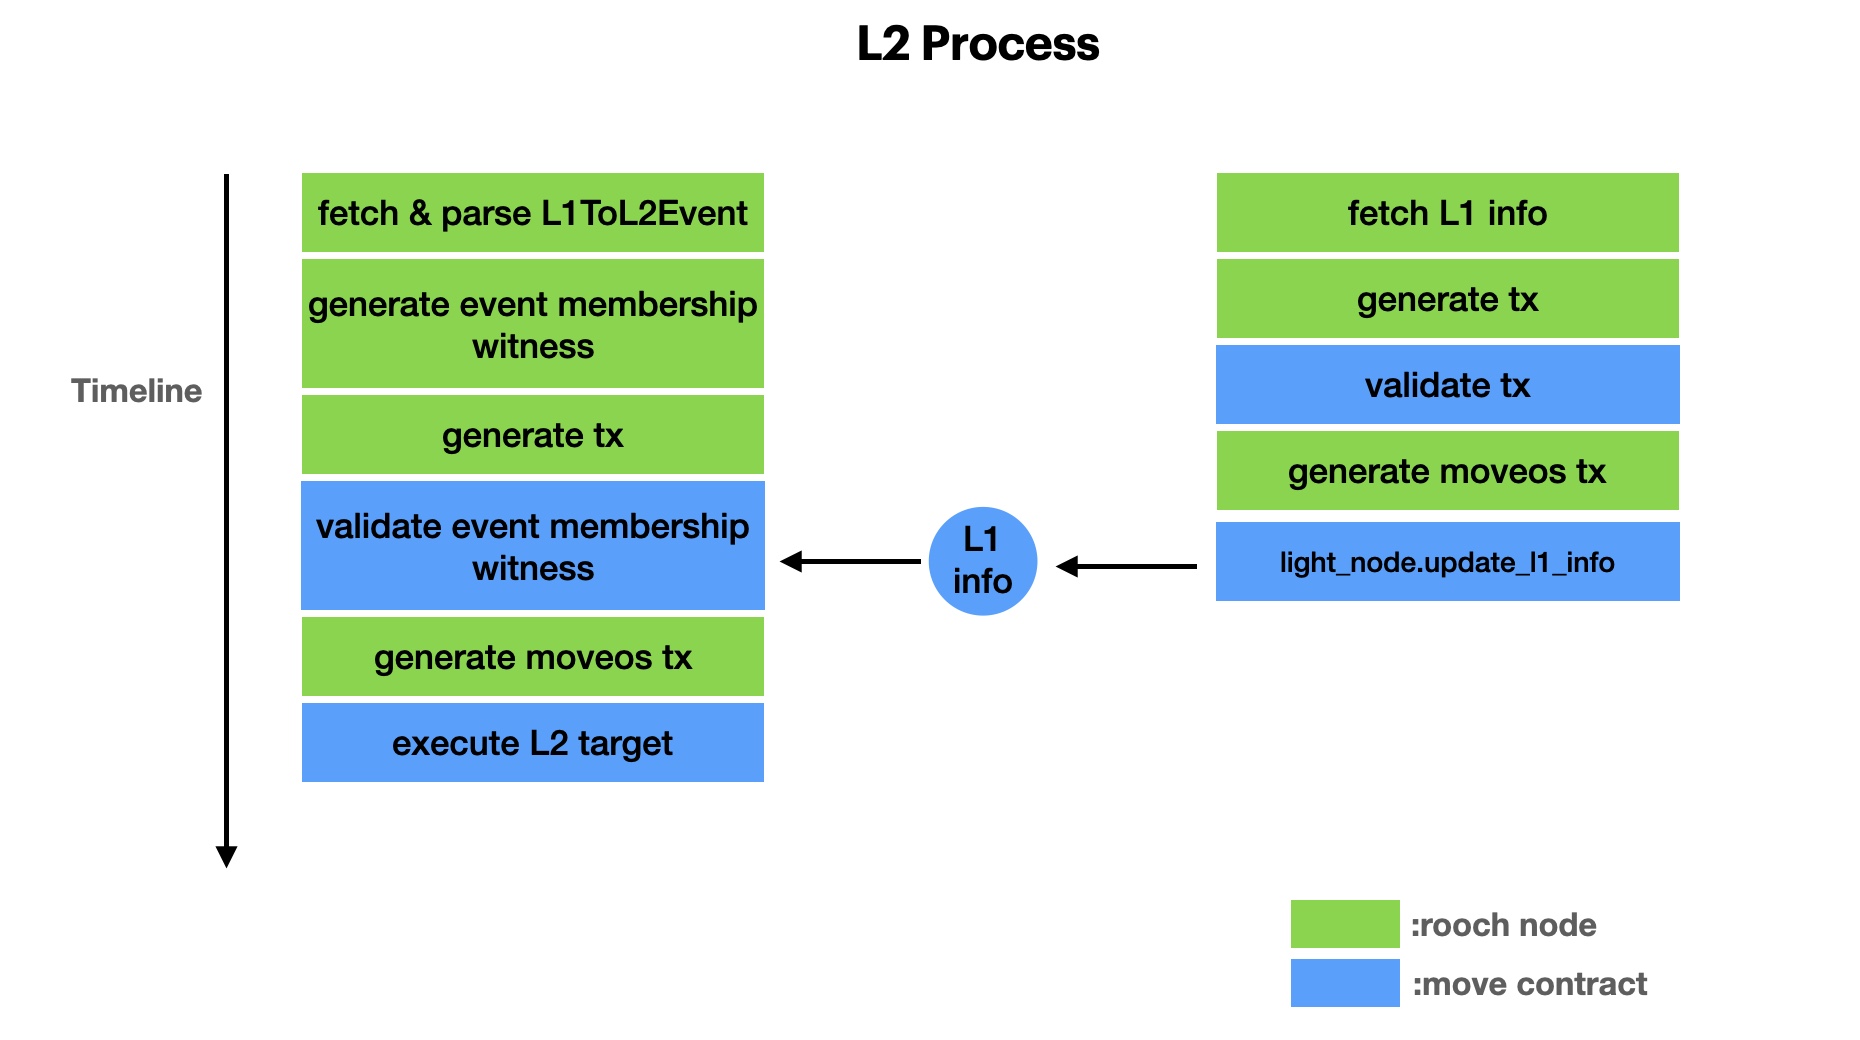 L2 Process
Timeline
fetch & parse L1ToL2Event
generate event membership
witness
generate tx
validate event membership
witness
generate moveos tx
execute L2 target
L1
info
fetch L1 info
generate tx
validate tx
generate moveos tx
light_node.update_l1_info
:rooch node
:move contract